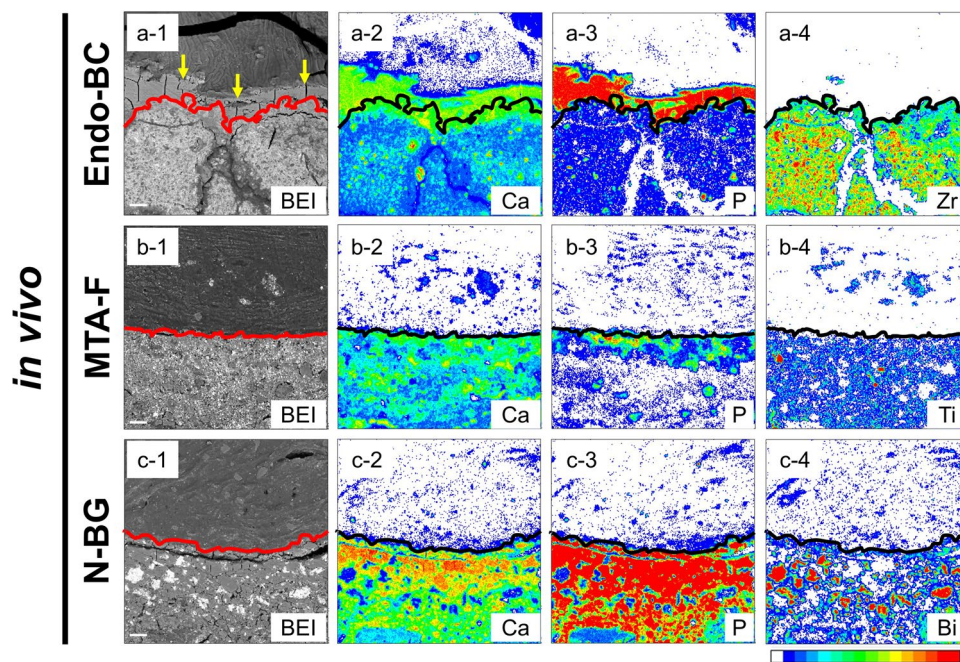 in vivo
Endo-BC
a-1
BEI
a-2
Ca
a-3
P
a-4
Zr
MTA-F
b-1
BEI
b-2
Ca
b-3
P
b-4
Ti
N-BG
c-1
BEI
c-2
Ca
c-3
P
c-4
Bi